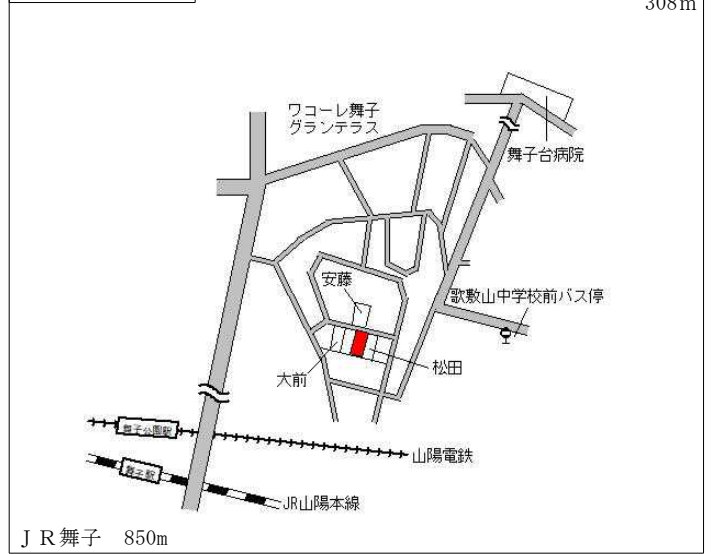 308m
ワコーレ舞子
グランテラス
舞子台病院
安藤
歌敷山中学校前バス停
大前
松田
舞子公園駅
山陽電鉄
舞子駅
JR山陽本線
ＪＲ舞子　850m